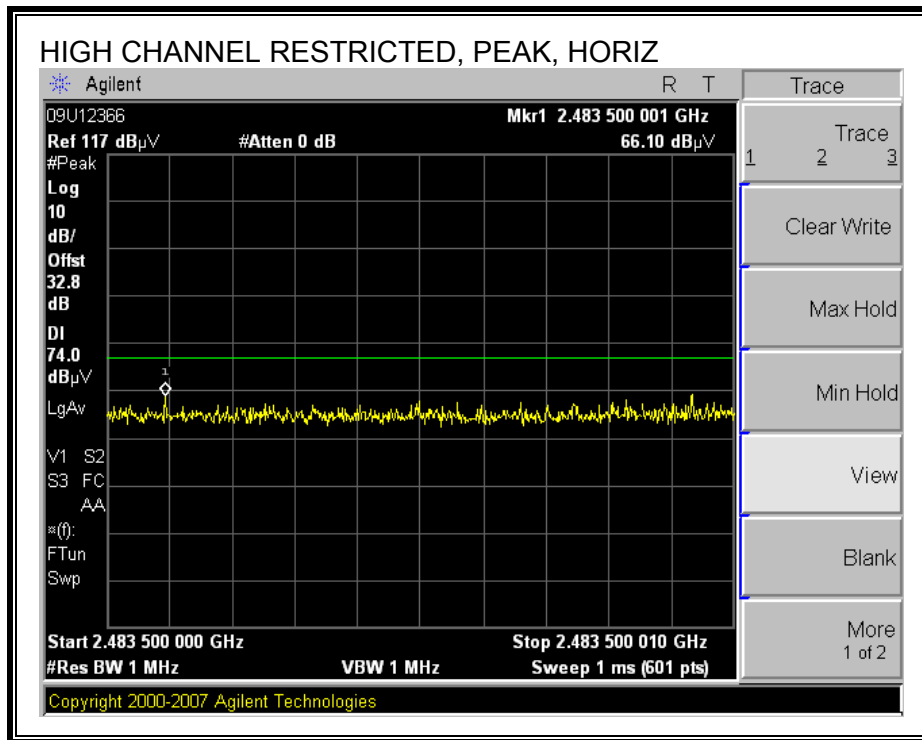 HIGH CHANNEL RESTRICTED, PEAK, HORIZ
Agilent R T
09U12366 Mkr1 2.483 500 001 GHz
Ref 117 dBµV #Atten 0 dB 66.10 dBµV
#Peak
Log
10
dB/
Offst
32.8
dB
DI
74.0
dBµV
LgAv
1
V1 S2
S3 FC
AA
¤(f):
FTun
Swp
Start 2.483 500 000 GHz Stop 2.483 500 010 GHz
#Res BW 1 MHz VBW 1 MHz Sweep 1 ms (601 pts)
Copyright 2000-2007 Agilent Technologies
Trace
Trace
1 2 3
Clear Write
Max Hold
Min Hold
View
Blank
More
1 of 2